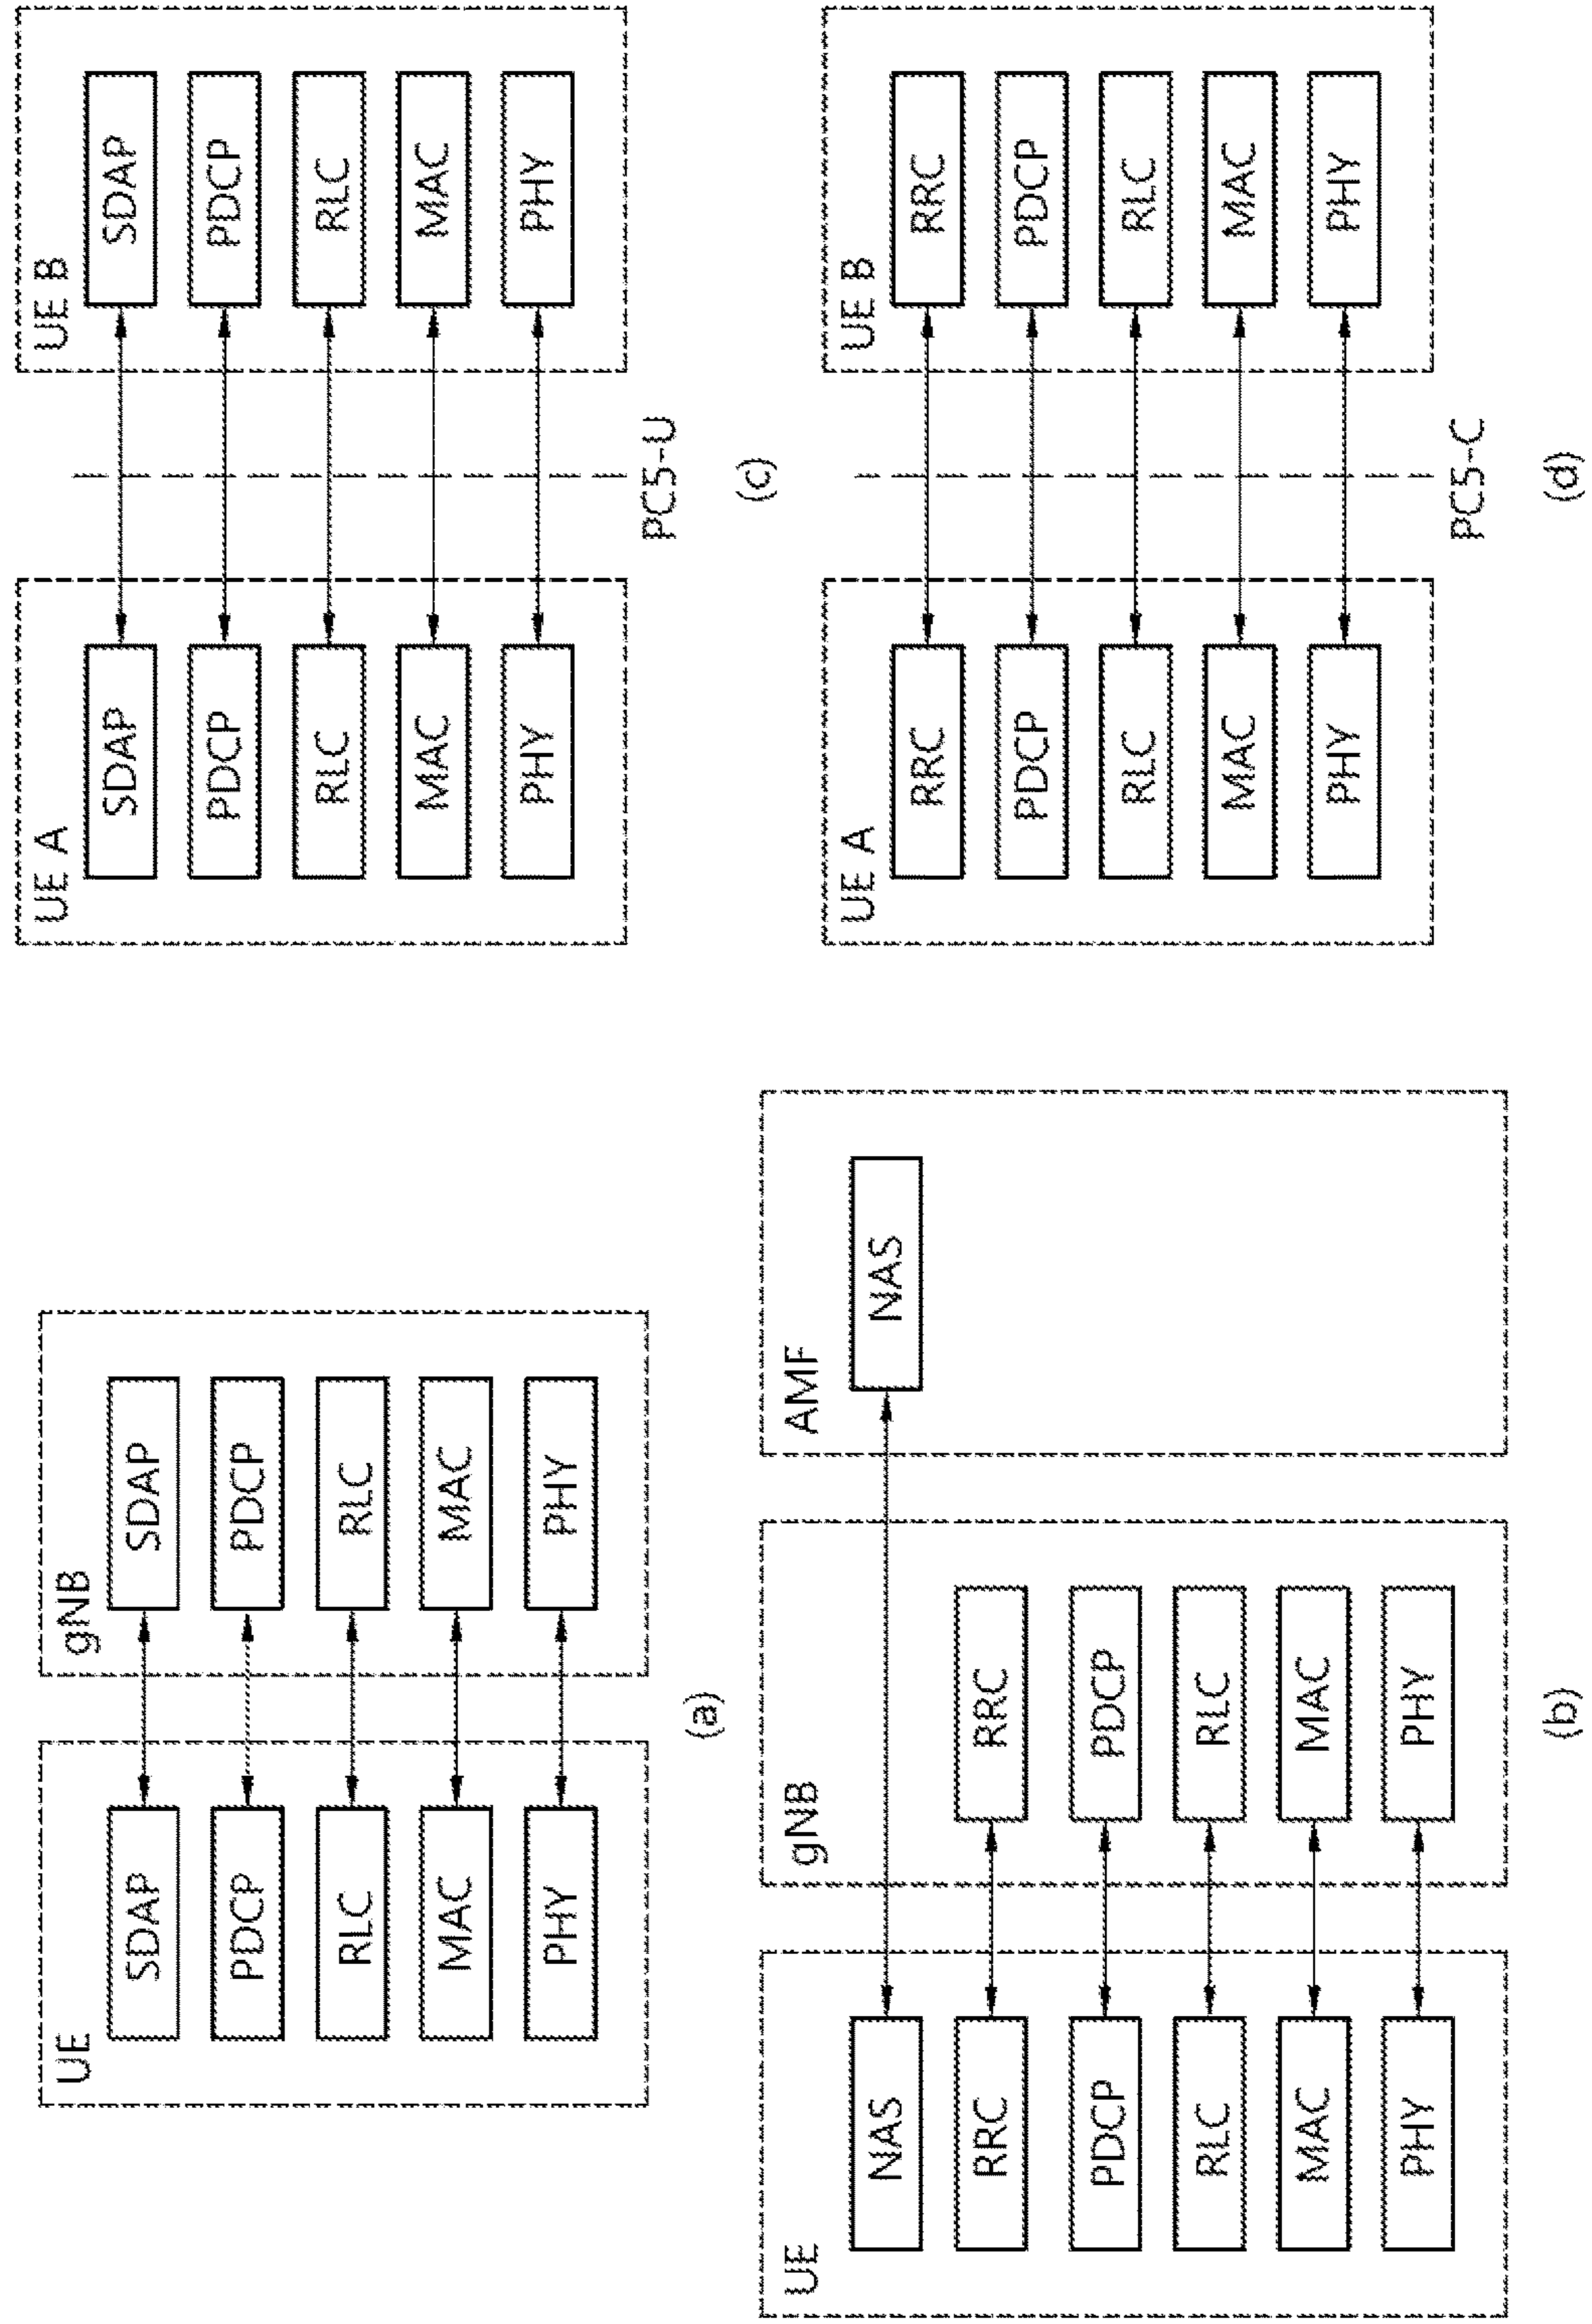 UE
gNB
SDAP
SDAP
PDCP
PDCP
RLC
RLC
MAC
MAC
PHY
PHY
(a)
UE
gNB
AMF
NAS
NAS
RRC
RRC
PDCP
PDCP
RLC
RLC
MAC
MAC
PHY
PHY
(b)
UE A
UE B
SDAP
SDAP
PDCP
PDCP
RLC
RLC
MAC
MAC
PHY
PHY
PC5-U
(c)
UE A
UE B
RRC
RRC
PDCP
PDCP
RLC
RLC
MAC
MAC
PHY
PHY
PC5-C
(d)